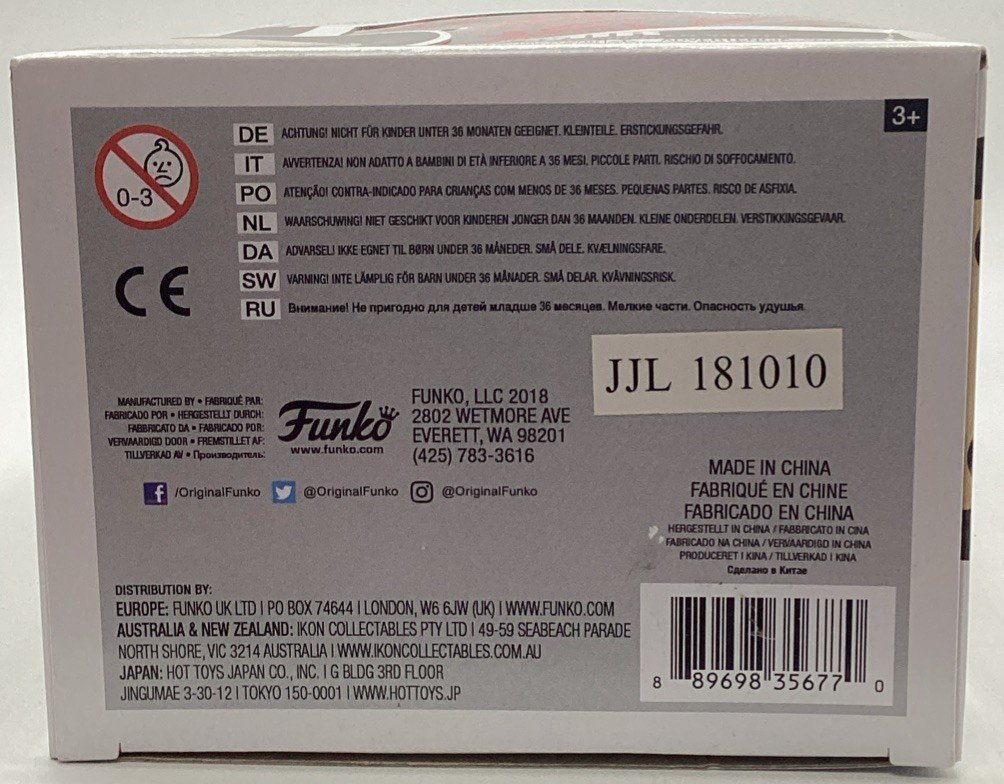 3+
0-3
DE ACHTUNG! NICHT FÜR KINDER UNTER 36 MONATEN GEEIGNET. KLEINTEILE. ERSTICKUNGSGEFAHR.
IT AVVERTENZA! NON ADATTO A BAMBINI DI ETÀ INFERIORE A 36 MESI. PICCOLE PARTI. RISCHIO DI SOFFOCAMENTO.
PO ATENÇÃO! CONTRA-INDICADO PARA CRIANÇAS COM MENOS DE 36 MESES. PEQUENAS PARTES. RISCO DE ASFIXIA.
NL WAARSCHUWING! NIET GESCHIKT VOOR KINDEREN JONGER DAN 36 MAANDEN. KLEINE ONDERDELEN. VERSTIKKINGSGEVAAR.
DA ADVARSEL! IKKE EGNET TIL BØRN UNDER 36 MÅNEDER. SMÅ DELE. KVÆLNINGSFARE.
SW VARNING! INTE LÄMPLIG FÖR BARN UNDER 36 MÅNADER. SMÅ DELAR. KVÄVNINGSRISK.
RU Внимание! Не пригодно для детей младше 36 месяцев. Мелкие части. Опасность удушья.
CE
JJL 181010
MANUFACTURED BY • FABRIQUÉ PAR:
FABRICADO POR • HERGESTELLT DURCH:
FABBRICATO DA • FABRICADO POR:
VERVAARDIGD DOOR • FREMSTILLET AF:
TILLVERKAD AV • Производитель:
Funko
www.funko.com
FUNKO, LLC 2018
2802 WETMORE AVE
EVERETT, WA 98201
(425) 783-3616
/OriginalFunko @OriginalFunko @OriginalFunko
MADE IN CHINA
FABRIQUÉ EN CHINE
FABRICADO EN CHINA
HERGESTELLT IN CHINA / FABBRICATO IN CINA
FABRICADO NA CHINA / VERVAARDIGD IN CHINA
PRODUCERET I KINA / TILLVERKAD I KINA
Сделано в Китае
DISTRIBUTION BY:
EUROPE: FUNKO UK LTD | PO BOX 74644 | LONDON, W6 6JW (UK) | WWW.FUNKO.COM
AUSTRALIA & NEW ZEALAND: IKON COLLECTABLES PTY LTD | 49-59 SEABEACH PARADE
NORTH SHORE, VIC 3214 AUSTRALIA | WWW.IKONCOLLECTABLES.COM.AU
JAPAN: HOT TOYS JAPAN CO., INC. | G BLDG 3RD FLOOR
JINGUMAE 3-30-12 | TOKYO 150-0001 | WWW.HOTTOYS.JP
8 89698 35677 0